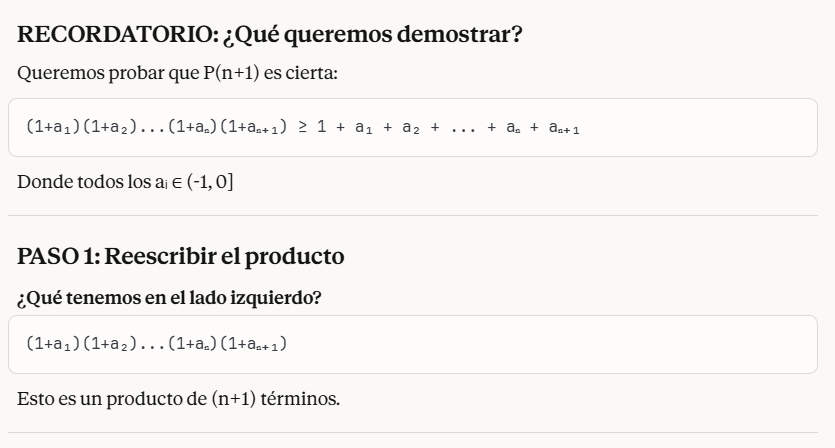 RECORDATORIO: ¿Qué queremos demostrar?
Queremos probar que P(n+1) es cierta:
(1+a₁)(1+a₂)...(1+aₙ)(1+aₙ₊₁) ≥ 1 + a₁ + a₂ + ... + aₙ + aₙ₊₁
Donde todos los aᵢ ∈ (-1, 0]
PASO 1: Reescribir el producto
¿Qué tenemos en el lado izquierdo?
(1+a₁)(1+a₂)...(1+aₙ)(1+aₙ₊₁)
Esto es un producto de (n+1) términos.